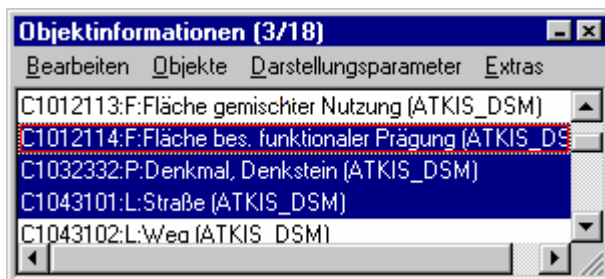 Objektinformationen (3/18)
Bearbeiten Objekte Darstellungsparameter Extras
C1012113:F:Fläche gemischter Nutzung (ATKIS_DSM)
C1012114:F:Fläche bes. funktionaler Prägung (ATKIS_DS
C1032332:P:Denkmal, Denkstein (ATKIS_DSM)
C1043101:L:Straße (ATKIS_DSM)
C1043102:L:Weg (ATKIS_DSM)